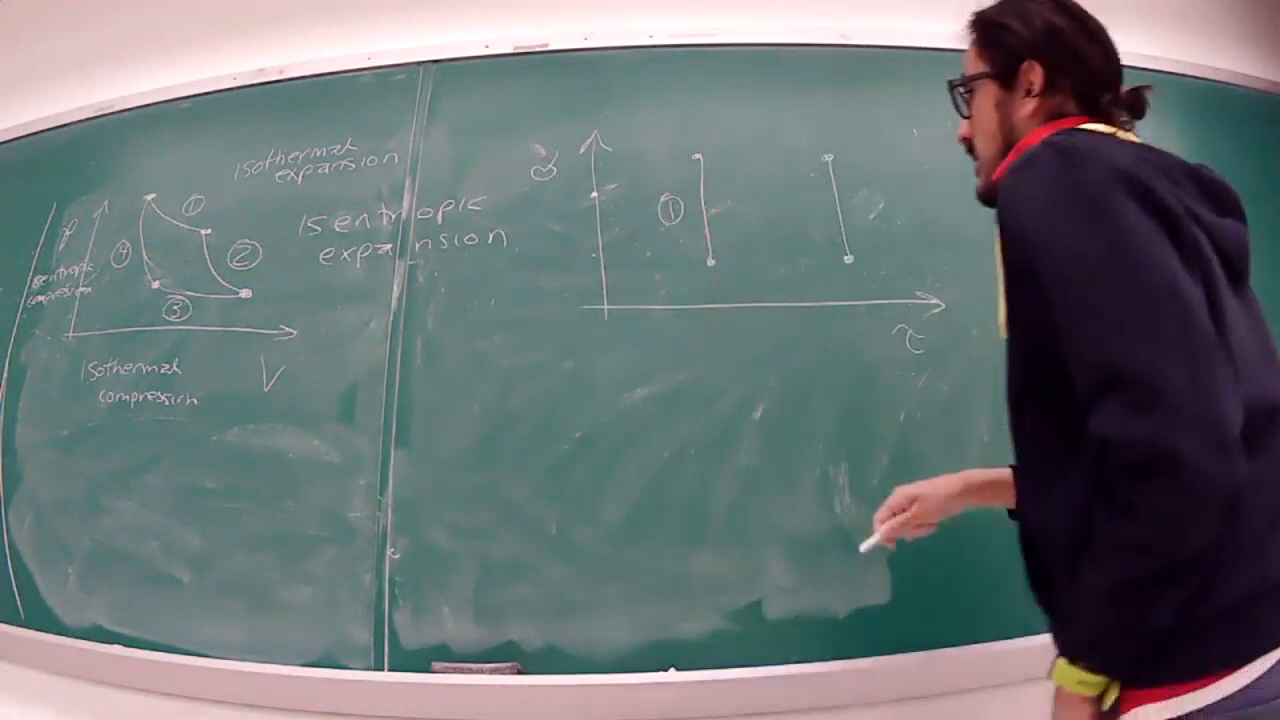 Isothermal
expansion
P
①
④
②
③
Isentropic
expansion
isentropic
compression
V
Isothermal
compression
σ
①
τ